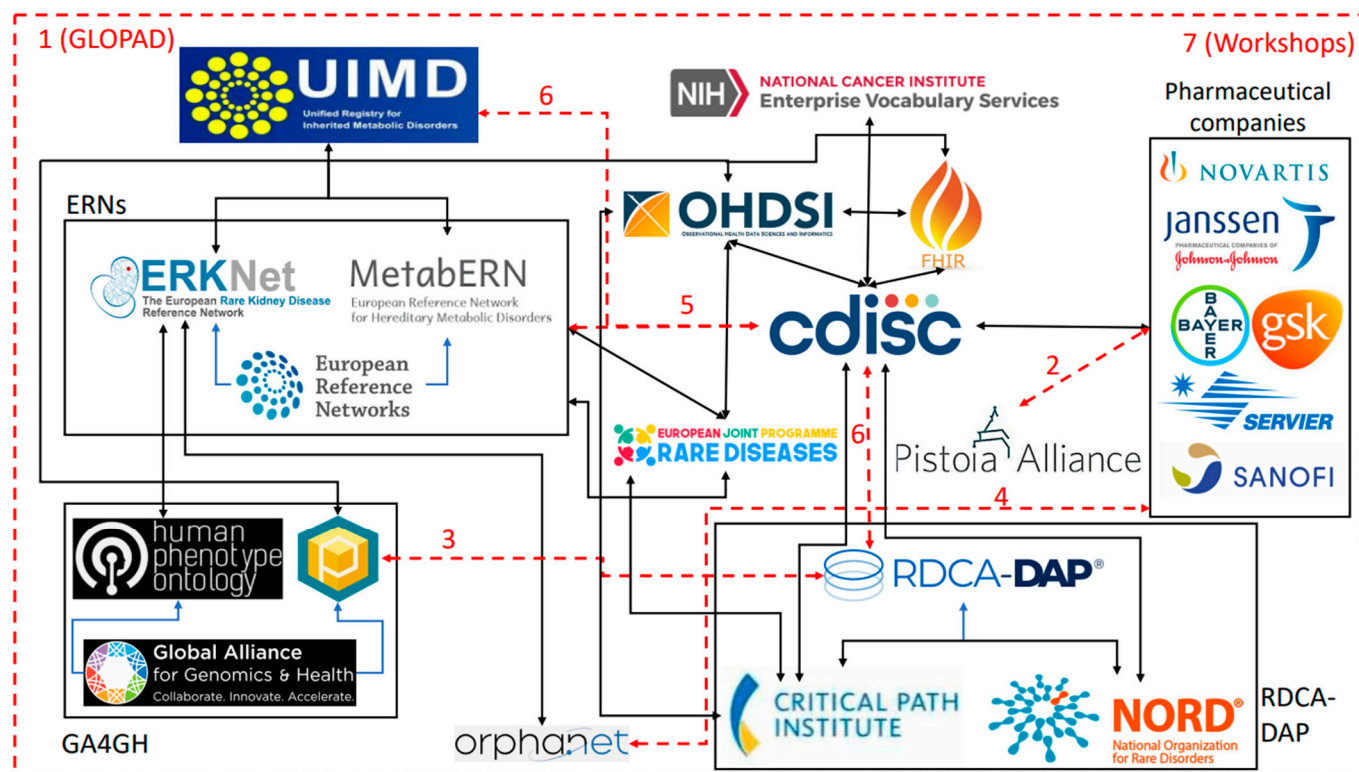 1 (GLOPAD)
7 (Workshops)
UIMD
Unified Registry for
Inherited Metabolic Disorders
6
NIH
NATIONAL CANCER INSTITUTE
Enterprise Vocabulary Services
Pharmaceutical
companies
NOVARTIS
ERNs
OHDSI
OBSERVATIONAL HEALTH DATA SCIENCES AND INFORMATICS
FHIR
janssen
PHARMACEUTICAL COMPANIES OF
Johnson & Johnson
ERKNet
The European Rare Kidney Disease
Reference Network
MetabERN
European Reference Network
for Hereditary Metabolic Disorders
5
cdisc
BAYER
BAYER
gsk
2
European
Reference
Networks
SERVIER
EUROPEAN JOINT PROGRAMME
RARE DISEASES
6
Pistoia Alliance
SANOFI
4
human
phenotype
ontology
3
RDCA-DAP®
Global Alliance
for Genomics & Health
Collaborate. Innovate. Accelerate.
CRITICAL PATH
INSTITUTE
NORD®
National Organization
for Rare Disorders
RDCA-
DAP
GA4GH
orphanet